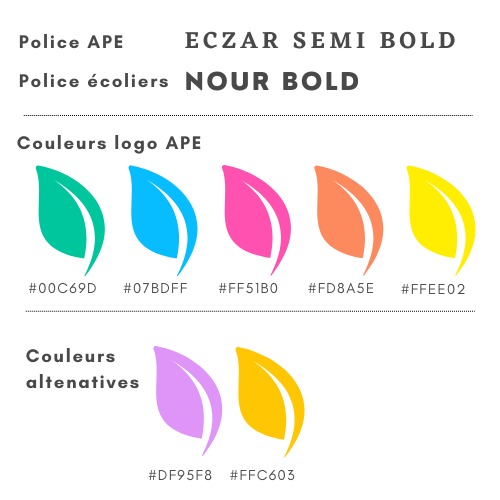 Police APE ECZAR SEMI BOLD
Police écoliers NOUR BOLD
Couleurs logo APE
#00C69D #07BDFF #FF51B0 #FD8A5E #FFEE02
Couleurs
altenatives
#DF95F8 #FFC603